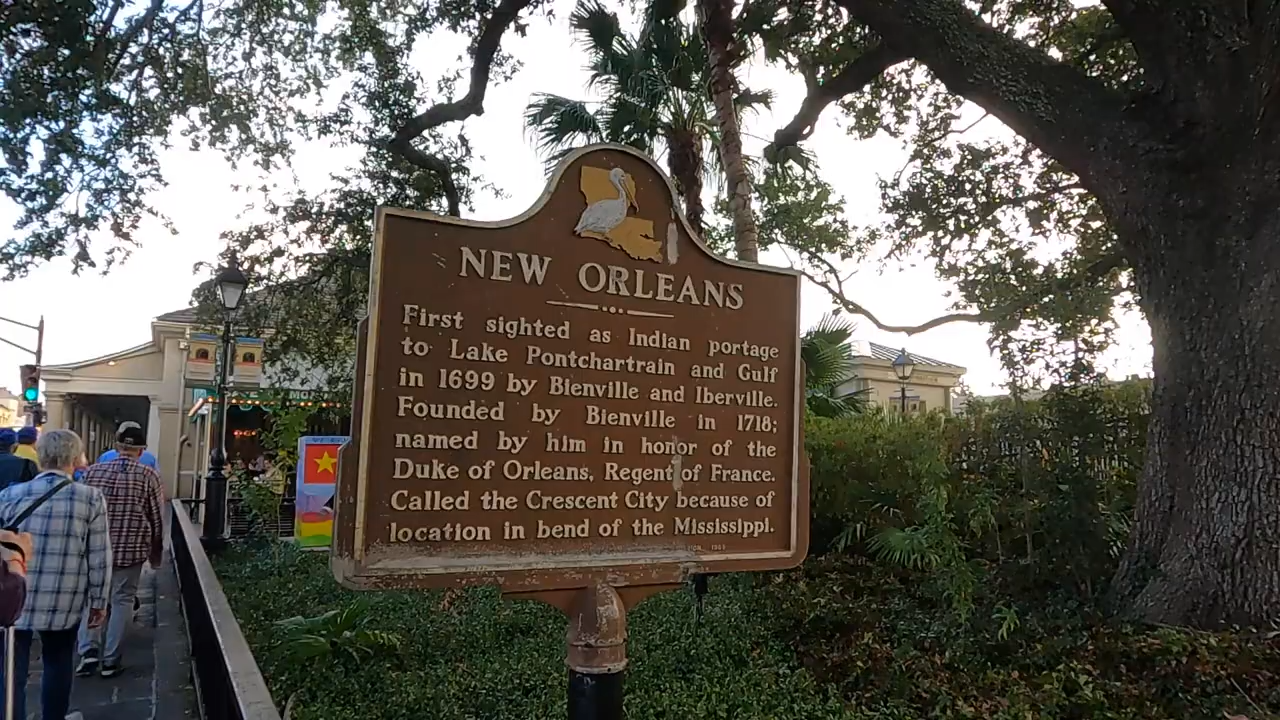 NEW ORLEANS
First sighted as Indian portage
to Lake Pontchartrain and Gulf
in 1699 by Bienville and Iberville.
Founded by Bienville in 1718;
named by him in honor of the
Duke of Orleans, Regent of France.
Called the Crescent City because of
location in bend of the Mississippi.